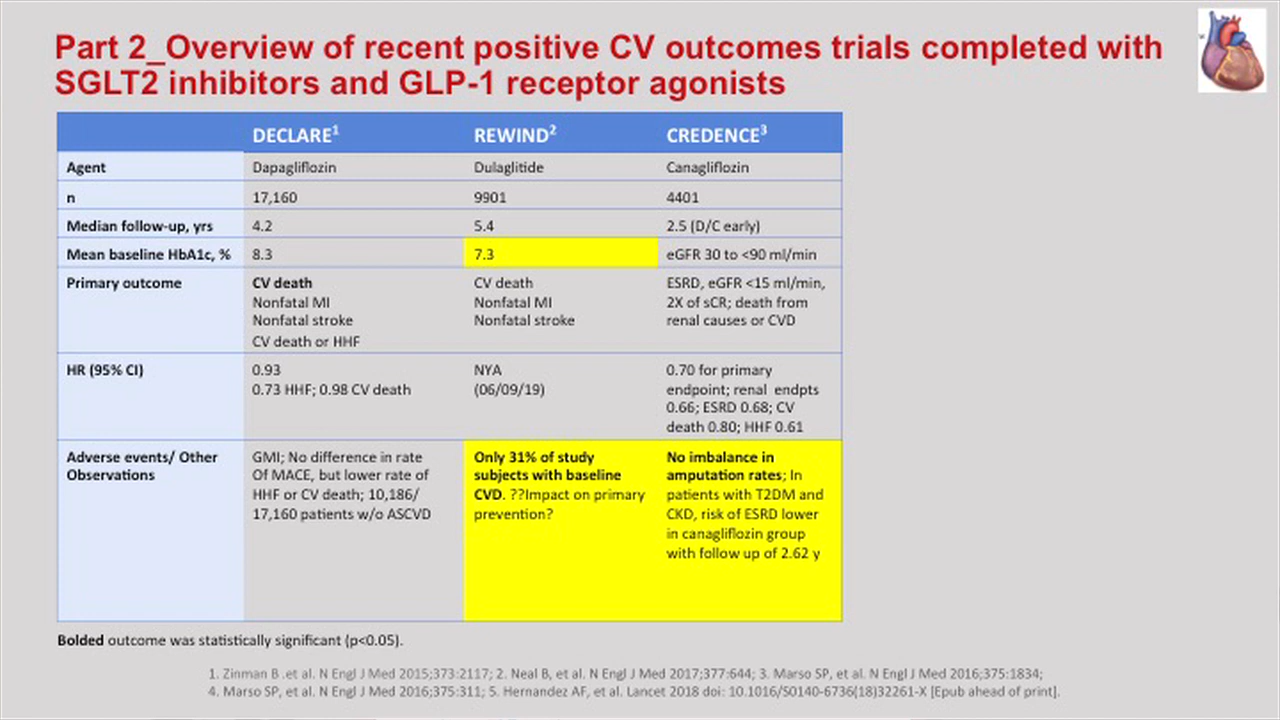 Part 2_Overview of recent positive CV outcomes trials completed with
SGLT2 inhibitors and GLP-1 receptor agonists
DECLARE1 REWIND2 CREDENCE3
Agent Dapagliflozin Dulaglitide Canagliflozin
n 17,160 9901 4401
Median follow-up, yrs 4.2 5.4 2.5 (D/C early)
Mean baseline HbA1c, % 8.3 7.3 eGFR 30 to <90 ml/min
Primary outcome CV death CV death ESRD, eGFR <15 ml/min,
Nonfatal MI Nonfatal MI 2X of sCR; death from
Nonfatal stroke Nonfatal stroke renal causes or CVD
CV death or HHF
HR (95% CI) 0.93 NYA 0.70 for primary
0.73 HHF; 0.98 CV death (06/09/19) endpoint; renal endpts
0.66; ESRD 0.68; CV
death 0.80; HHF 0.61
Adverse events/ Other GMI; No difference in rate Only 31% of study No imbalance in
Observations Of MACE, but lower rate of subjects with baseline amputation rates; In
HHF or CV death; 10,186/ CVD. ??Impact on primary patients with T2DM and
17,160 patients w/o ASCVD prevention? CKD, risk of ESRD lower
in canagliflozin group
with follow up of 2.62 y
Bolded outcome was statistically significant (p<0.05).
1. Zinman B .et al. N Engl J Med 2015;373:2117; 2. Neal B, et al. N Engl J Med 2017;377:644; 3. Marso SP, et al. N Engl J Med 2016;375:1834;
4. Marso SP, et al. N Engl J Med 2016;375:311; 5. Hernandez AF, et al. Lancet 2018 doi: 10.1016/S0140-6736(18)32261-X [Epub ahead of print].